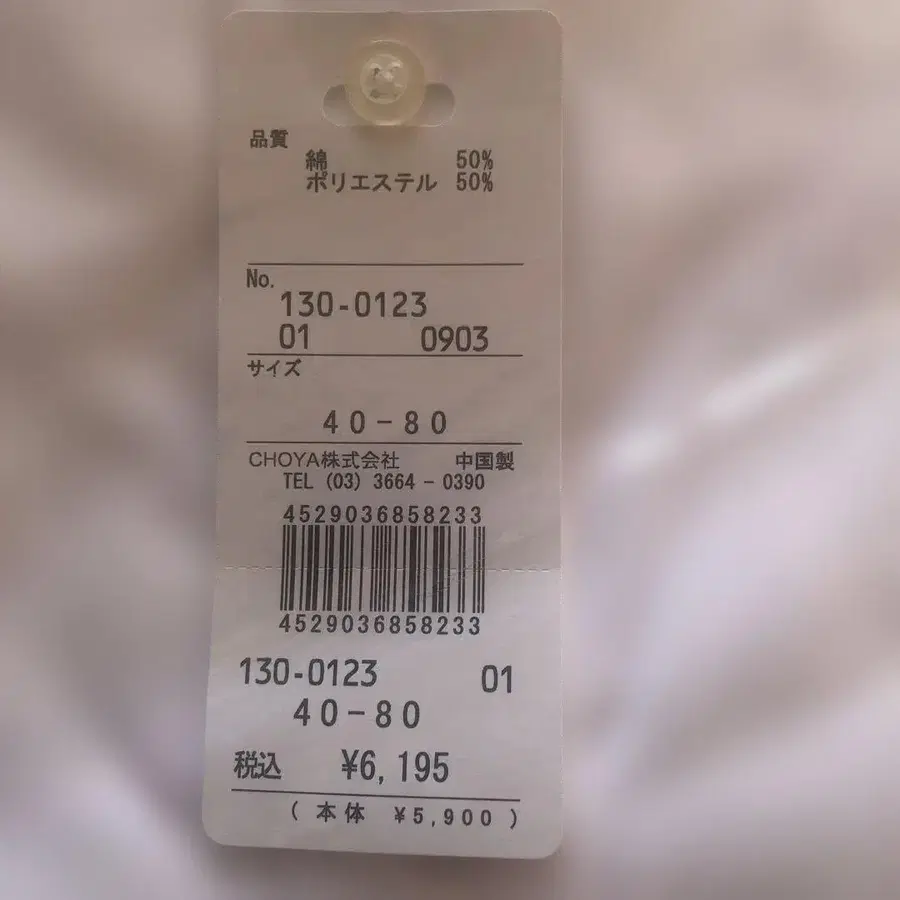 品質
綿 50%
ポリエステル 50%
No.
130-0123
01 0903
サイズ
40-80
CHOYA株式会社 中国製
TEL (03) 3664-0390
4529036858233
4529036858233
130-0123 01
40-80
税込 ¥6,195
(本体 ¥5,900)